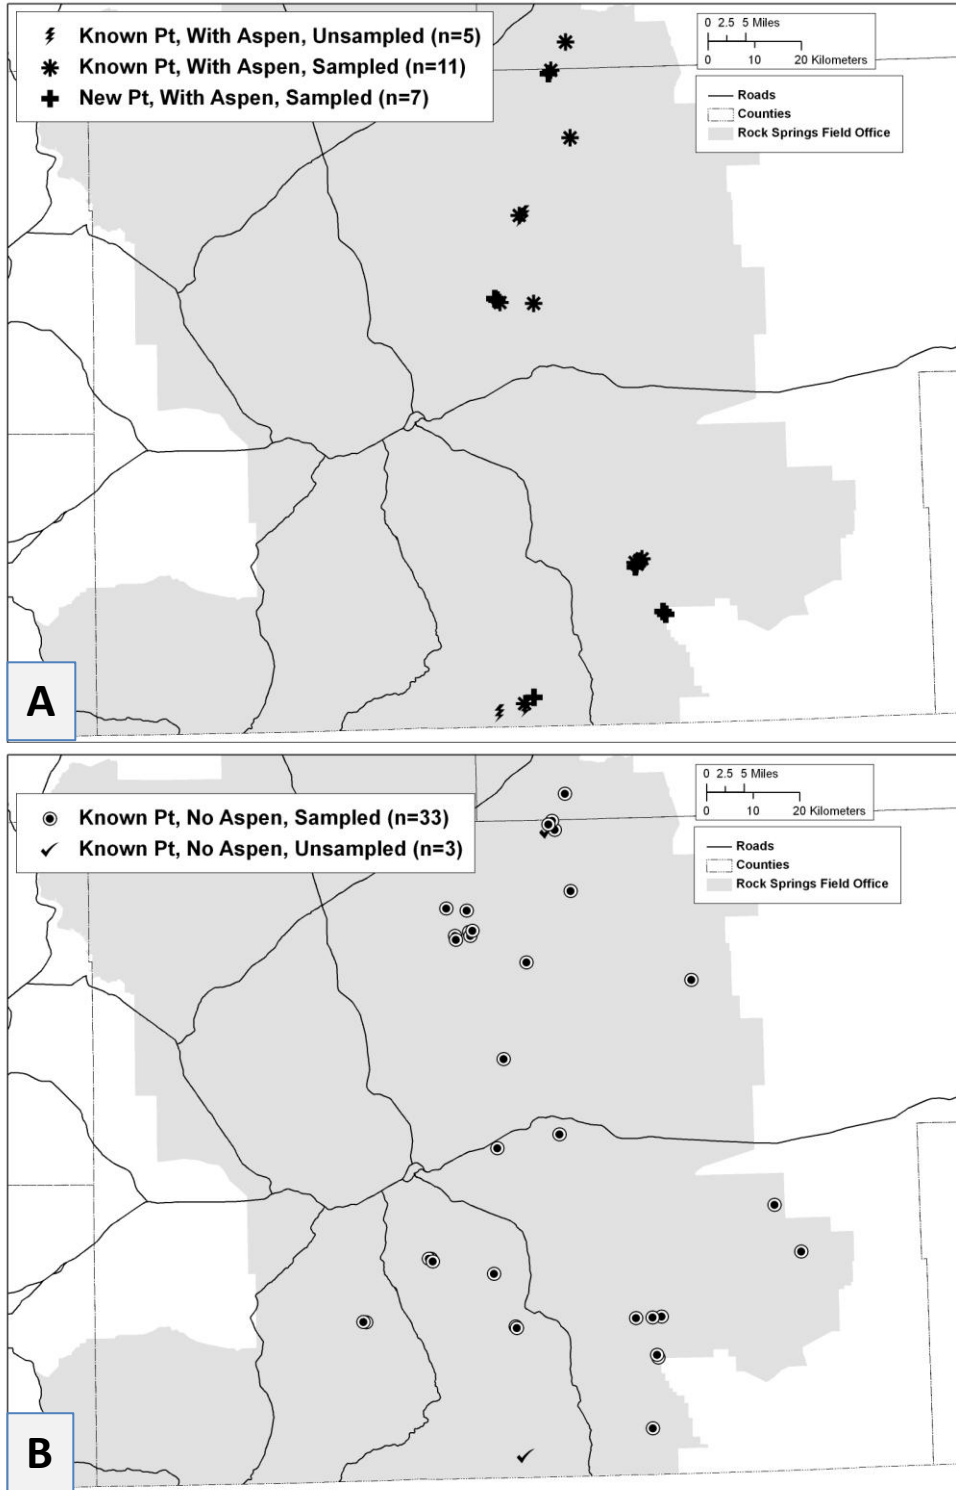 Known Pt, With Aspen, Unsampled (n=5)
Known Pt, With Aspen, Sampled (n=11)
New Pt, With Aspen, Sampled (n=7)
0 2.5 5 Miles
0 10 20 Kilometers
Roads
Counties
Rock Springs Field Office
A
Known Pt, No Aspen, Sampled (n=33)
Known Pt, No Aspen, Unsampled (n=3)
0 2.5 5 Miles
0 10 20 Kilometers
Roads
Counties
Rock Springs Field Office
B